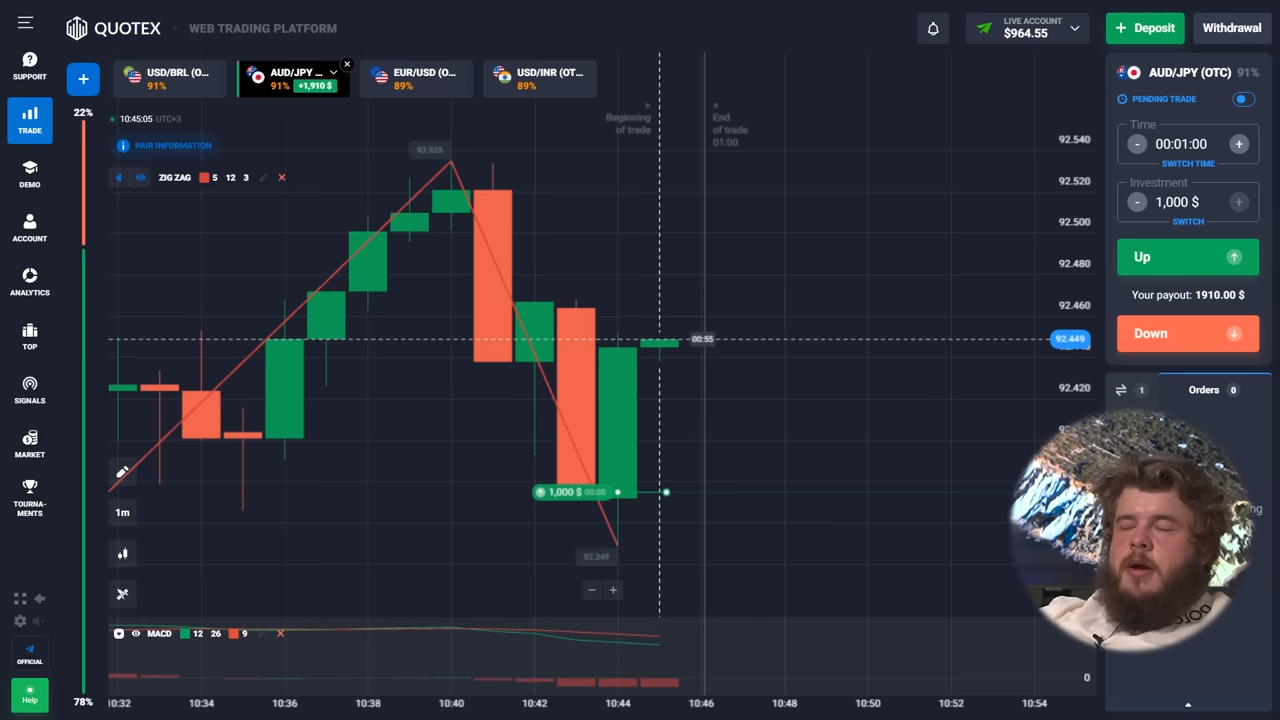 QUOTEX
WEB TRADING PLATFORM
LIVE ACCOUNT
$964.55
+ Deposit
Withdrawal
SUPPORT
TRADE
DEMO
ACCOUNT
ANALYTICS
TOP
SIGNALS
MARKET
TOURNA-
MENTS
OFFICIAL
Help
+
USD/BRL (O...
91%
AUD/JPY ...
91%
+1,910 $
EUR/USD (O...
89%
USD/INR (OT...
89%
22%
78%
10:45:05 UTC+3
PAIR INFORMATION
ZIG ZAG 5 12 3
Beginning
of trade
End
of trade
01:00
92.535
92.540
92.520
92.500
92.480
92.460
92.449
92.420
00:55
1,000 $ 00:05
92.349
1m
MACD 12 26 9
0
10:32
10:34
10:36
10:38
10:40
10:42
10:44
10:46
10:48
10:50
10:52
10:54
AUD/JPY (OTC) 91%
PENDING TRADE
Time
- 00:01:00 +
SWITCH TIME
Investment
- 1,000 $ +
SWITCH
Up
Your payout: 1910.00 $
Down
1
Orders 0